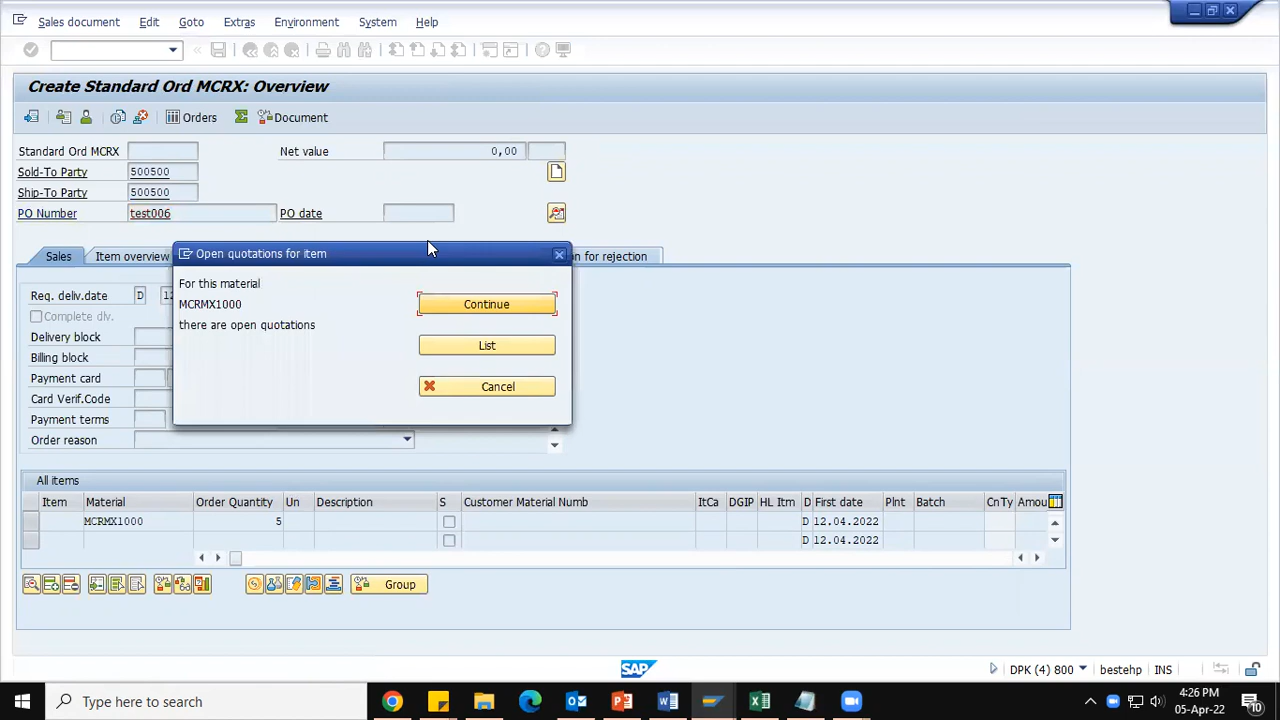 Sales document Edit Goto Extras Environment System Help
Create Standard Ord MCRX: Overview
Orders Document
Standard Ord MCRX Net value 0,00
Sold-To Party 500500
Ship-To Party 500500
PO Number test006 PO date
Sales Item overview n for rejection
Open quotations for item
For this material
MCRMX1000
there are open quotations
Continue
List
Cancel
Req. deliv.date D 12
Complete dlv.
Delivery block
Billing block
Payment card
Card Verif.Code
Payment terms
Order reason
All items
Item Material Order Quantity Un Description S Customer Material Numb ItCa DGIP HL Itm D First date Plnt Batch CnTy Amou
MCRMX1000 5 D 12.04.2022
D 12.04.2022
Group
SAP DPK (4) 800 bestehp INS
Type here to search
4:26 PM
05-Apr-22
10